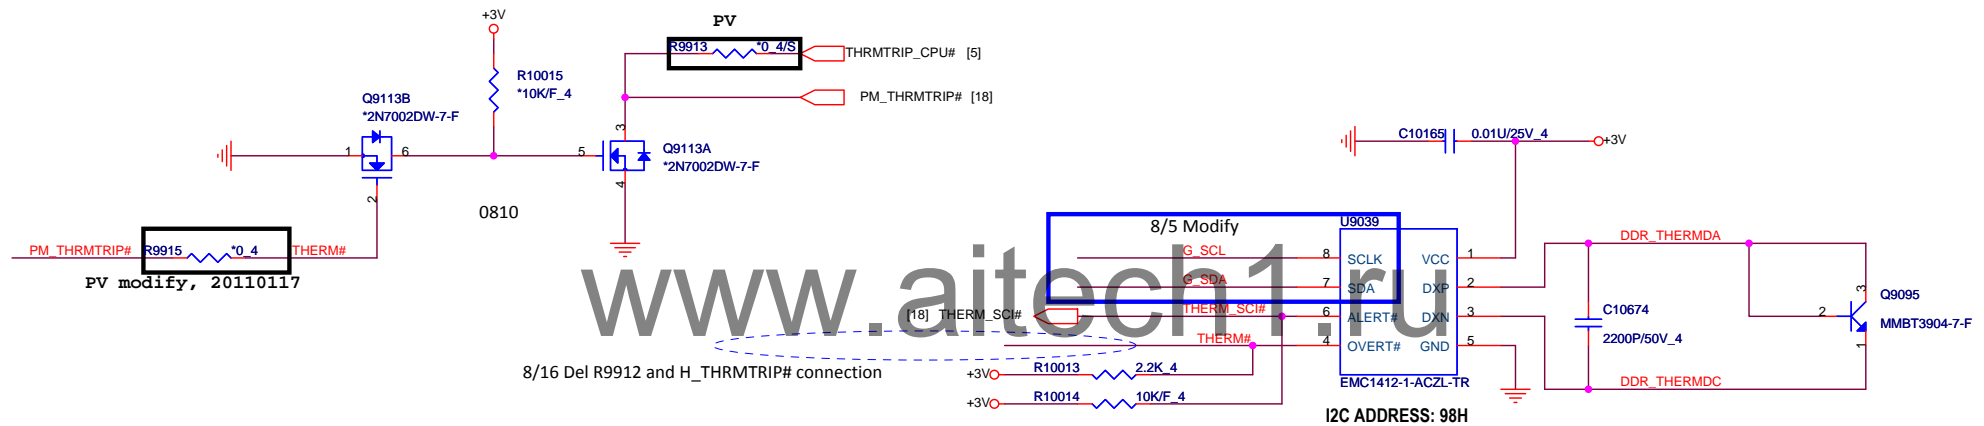 +3V
PV
R9913 *0_4/S
THRMTRIP_CPU# [5]
R10015
*10K/F_4
PM_THRMTRIP# [18]
Q9113B
*2N7002DW-7-F
3
1
6
5
Q9113A
*2N7002DW-7-F
2
4
0810
PM_THRMTRIP# R9915 *0_4 THERM#
PV modify, 20110117
C10165 0.01U/25V_4
+3V
8/5 Modify
U9039
G_SCL 8 SCLK VCC 1
G_SDA 7 SDA DXP 2
[18] THERM_SCI# THERM_SCI# 6 ALERT# DXN 3
THERM# 4 OVERT# GND 5
EMC1412-1-ACZL-TR
I2C ADDRESS: 98H
8/16 Del R9912 and H_THRMTRIP# connection
+3V R10013 2.2K_4
+3V R10014 10K/F_4
DDR_THERMDA
C10674
2200P/50V_4
DDR_THERMDC
3
2
1
Q9095
MMBT3904-7-F
www.aitech1.ru